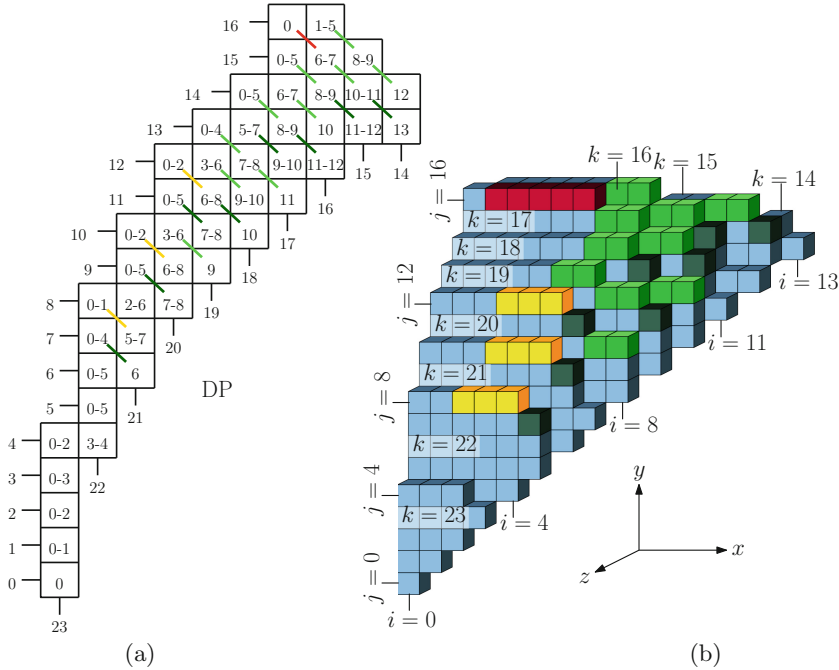 16 0 1-5
15 0-5 6-7 8-9
14 0-5 6-7 8-9 10-11 12
13 0-4 5-7 8-9 10 11-12 13
12 0-2 3-6 7-8 9-10 11-12 15 14
11 0-5 6-8 9-10 11 16
10 0-2 3-6 7-8 10 17
9 0-5 6-8 9 18
8 0-1 2-6 7-8 19
7 0-4 5-7 20
6 0-5 6
DP
5 0-5 21
4 0-2 3-4
3 0-3 22
2 0-2
1 0-1
0 0
23
(a)
k = 16
k = 15
k = 14
j = 16
k = 17
k = 18
k = 19
i = 13
j = 12
k = 20
i = 11
k = 21
j = 8
i = 8
k = 22
j = 4
k = 23
i = 4
j = 0
i = 0
y
x
z
(b)